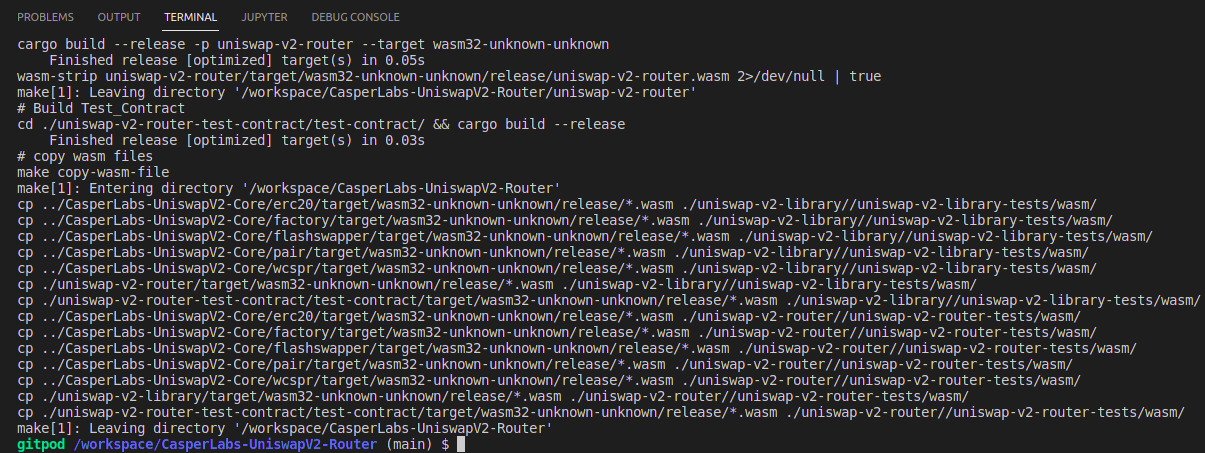 PROBLEMS OUTPUT TERMINAL JUPYTER DEBUG CONSOLE
cargo build --release -p uniswap-v2-router --target wasm32-unknown-unknown
    Finished release [optimized] target(s) in 0.05s
wasm-strip uniswap-v2-router/target/wasm32-unknown-unknown/release/uniswap-v2-router.wasm 2>/dev/null | true
make[1]: Leaving directory '/workspace/CasperLabs-UniswapV2-Router/uniswap-v2-router'
# Build Test_Contract
cd ./uniswap-v2-router-test-contract/test-contract/ && cargo build --release
    Finished release [optimized] target(s) in 0.03s
# copy wasm files
make copy-wasm-file
make[1]: Entering directory '/workspace/CasperLabs-UniswapV2-Router'
cp ../CasperLabs-UniswapV2-Core/erc20/target/wasm32-unknown-unknown/release/*.wasm ./uniswap-v2-library//uniswap-v2-library-tests/wasm/
cp ../CasperLabs-UniswapV2-Core/factory/target/wasm32-unknown-unknown/release/*.wasm ./uniswap-v2-library//uniswap-v2-library-tests/wasm/
cp ../CasperLabs-UniswapV2-Core/flashswapper/target/wasm32-unknown-unknown/release/*.wasm ./uniswap-v2-library//uniswap-v2-library-tests/wasm/
cp ../CasperLabs-UniswapV2-Core/pair/target/wasm32-unknown-unknown/release/*.wasm ./uniswap-v2-library//uniswap-v2-library-tests/wasm/
cp ../CasperLabs-UniswapV2-Core/wcspr/target/wasm32-unknown-unknown/release/*.wasm ./uniswap-v2-library//uniswap-v2-library-tests/wasm/
cp ./uniswap-v2-router/target/wasm32-unknown-unknown/release/*.wasm ./uniswap-v2-library//uniswap-v2-library-tests/wasm/
cp ./uniswap-v2-router-test-contract/test-contract/target/wasm32-unknown-unknown/release/*.wasm ./uniswap-v2-library//uniswap-v2-library-tests/wasm/
cp ../CasperLabs-UniswapV2-Core/erc20/target/wasm32-unknown-unknown/release/*.wasm ./uniswap-v2-router//uniswap-v2-router-tests/wasm/
cp ../CasperLabs-UniswapV2-Core/factory/target/wasm32-unknown-unknown/release/*.wasm ./uniswap-v2-router//uniswap-v2-router-tests/wasm/
cp ../CasperLabs-UniswapV2-Core/flashswapper/target/wasm32-unknown-unknown/release/*.wasm ./uniswap-v2-router//uniswap-v2-router-tests/wasm/
cp ../CasperLabs-UniswapV2-Core/pair/target/wasm32-unknown-unknown/release/*.wasm ./uniswap-v2-router//uniswap-v2-router-tests/wasm/
cp ../CasperLabs-UniswapV2-Core/wcspr/target/wasm32-unknown-unknown/release/*.wasm ./uniswap-v2-router//uniswap-v2-router-tests/wasm/
cp ./uniswap-v2-library/target/wasm32-unknown-unknown/release/*.wasm ./uniswap-v2-router//uniswap-v2-router-tests/wasm/
cp ./uniswap-v2-router-test-contract/test-contract/target/wasm32-unknown-unknown/release/*.wasm ./uniswap-v2-router//uniswap-v2-router-tests/wasm/
make[1]: Leaving directory '/workspace/CasperLabs-UniswapV2-Router'
gitpod /workspace/CasperLabs-UniswapV2-Router (main) $